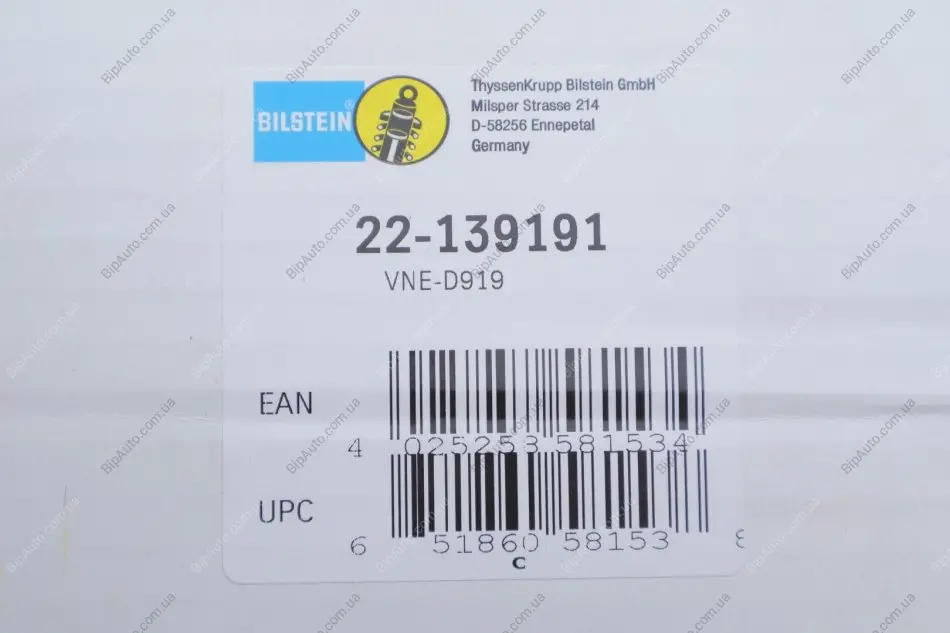 BILSTEIN®
ThyssenKrupp Bilstein GmbH
Milsper Strasse 214
D-58256 Ennepetal
Germany
22-139191
VNE-D919
EAN
4 025258 581534
UPC
6 51860 58153 8
C
BipAuto.com.ua